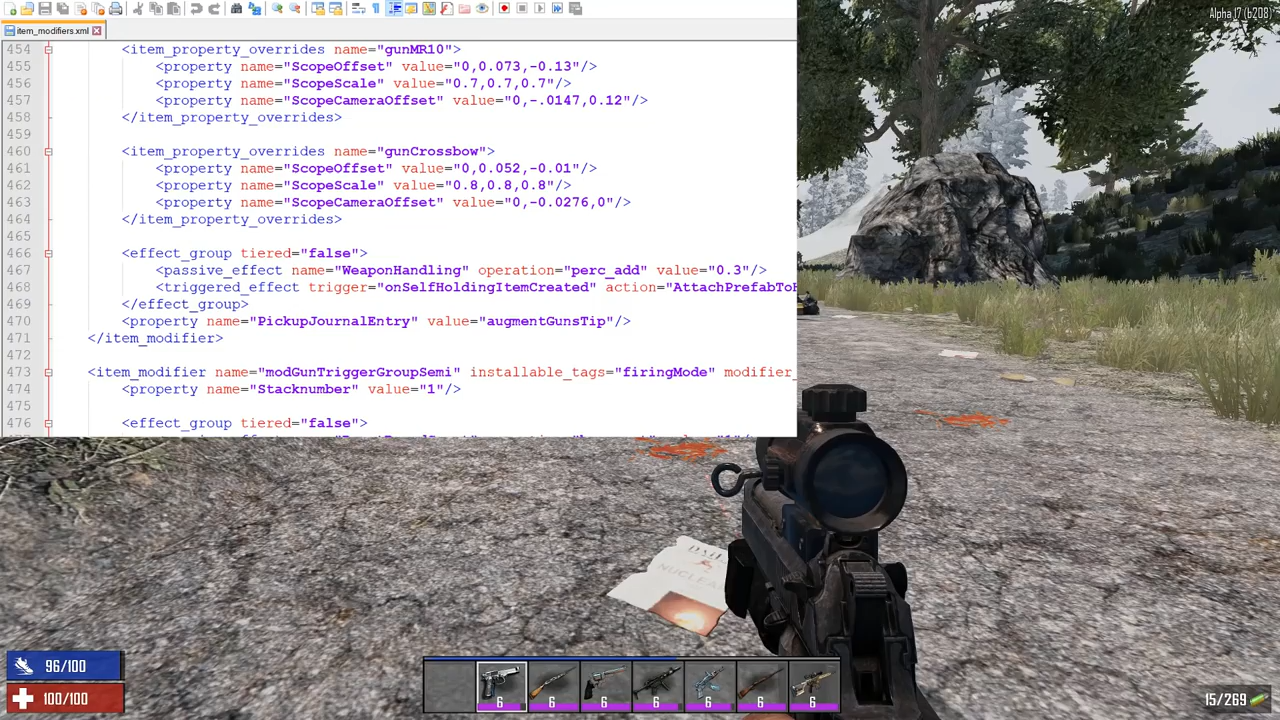 item_modifiers.xml
Alpha 17 (b208)
454 <item_property_overrides name="gunMR10">
455 <property name="ScopeOffset" value="0,0.073,-0.13"/>
456 <property name="ScopeScale" value="0.7,0.7,0.7"/>
457 <property name="ScopeCameraOffset" value="0,-.0147,0.12"/>
458 </item_property_overrides>
459
460 <item_property_overrides name="gunCrossbow">
461 <property name="ScopeOffset" value="0,0.052,-0.01"/>
462 <property name="ScopeScale" value="0.8,0.8,0.8"/>
463 <property name="ScopeCameraOffset" value="0,-0.0276,0"/>
464 </item_property_overrides>
465
466 <effect_group tiered="false">
467 <passive_effect name="WeaponHandling" operation="perc_add" value="0.3"/>
468 <triggered_effect trigger="onSelfHoldingItemCreated" action="AttachPrefabToH
469 </effect_group>
470 <property name="PickupJournalEntry" value="augmentGunsTip"/>
471 </item_modifier>
472
473 <item_modifier name="modGunTriggerGroupSemi" installable_tags="firingMode" modifier_
474 <property name="Stacknumber" value="1"/>
475
476 <effect_group tiered="false">
NUCLEA
96/100
100/100
6 6 6 6 6 6 6
15/269